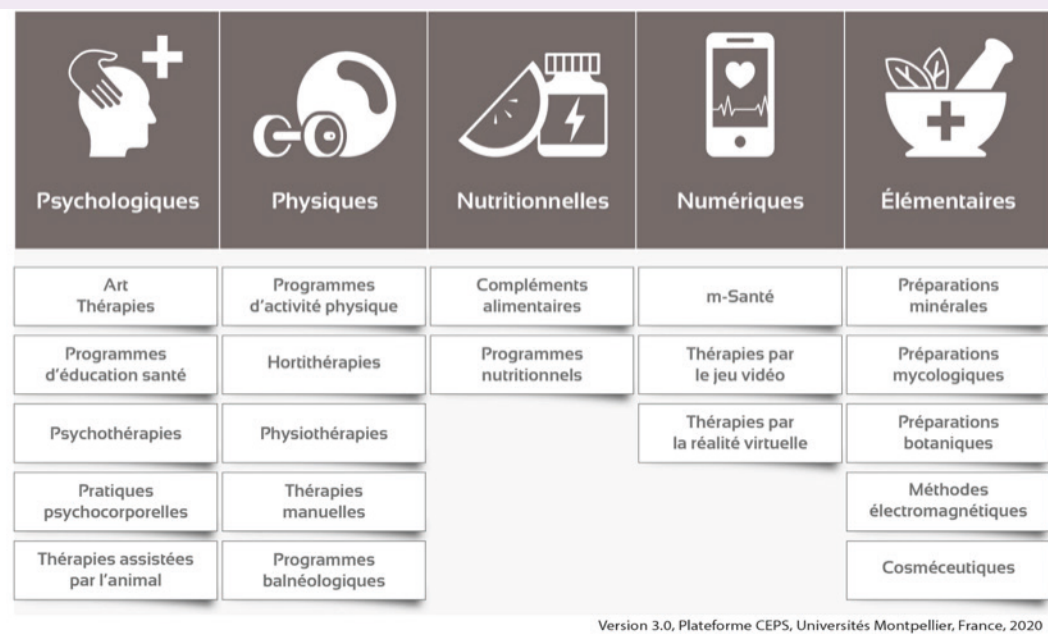 Psychologiques
Physiques
Nutritionnelles
Numériques
Élémentaires
Art
Thérapies
Programmes
d'éducation santé
Psychothérapies
Pratiques
psychocorporelles
Thérapies assistées
par l'animal
Programmes
d'activité physique
Hortithérapies
Physiothérapies
Thérapies
manuelles
Programmes
balnéologiques
Compléments
alimentaires
Programmes
nutritionnels
m-Santé
Thérapies par
le jeu vidéo
Thérapies par
la réalité virtuelle
Préparations
minérales
Préparations
mycologiques
Préparations
botaniques
Méthodes
électromagnétiques
Cosméceutiques
Version 3.0, Plateforme CEPS, Universités Montpellier, France, 2020